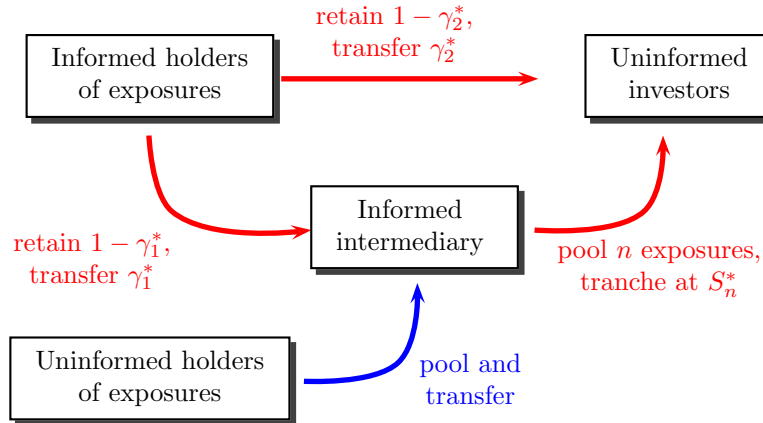 retain 1 − γ₂*,
transfer γ₂*
Informed holders
of exposures
Uninformed
investors
Informed
intermediary
retain 1 − γ₁*,
transfer γ₁*
pool n exposures,
tranche at Sₙ*
Uninformed holders
of exposures
pool and
transfer